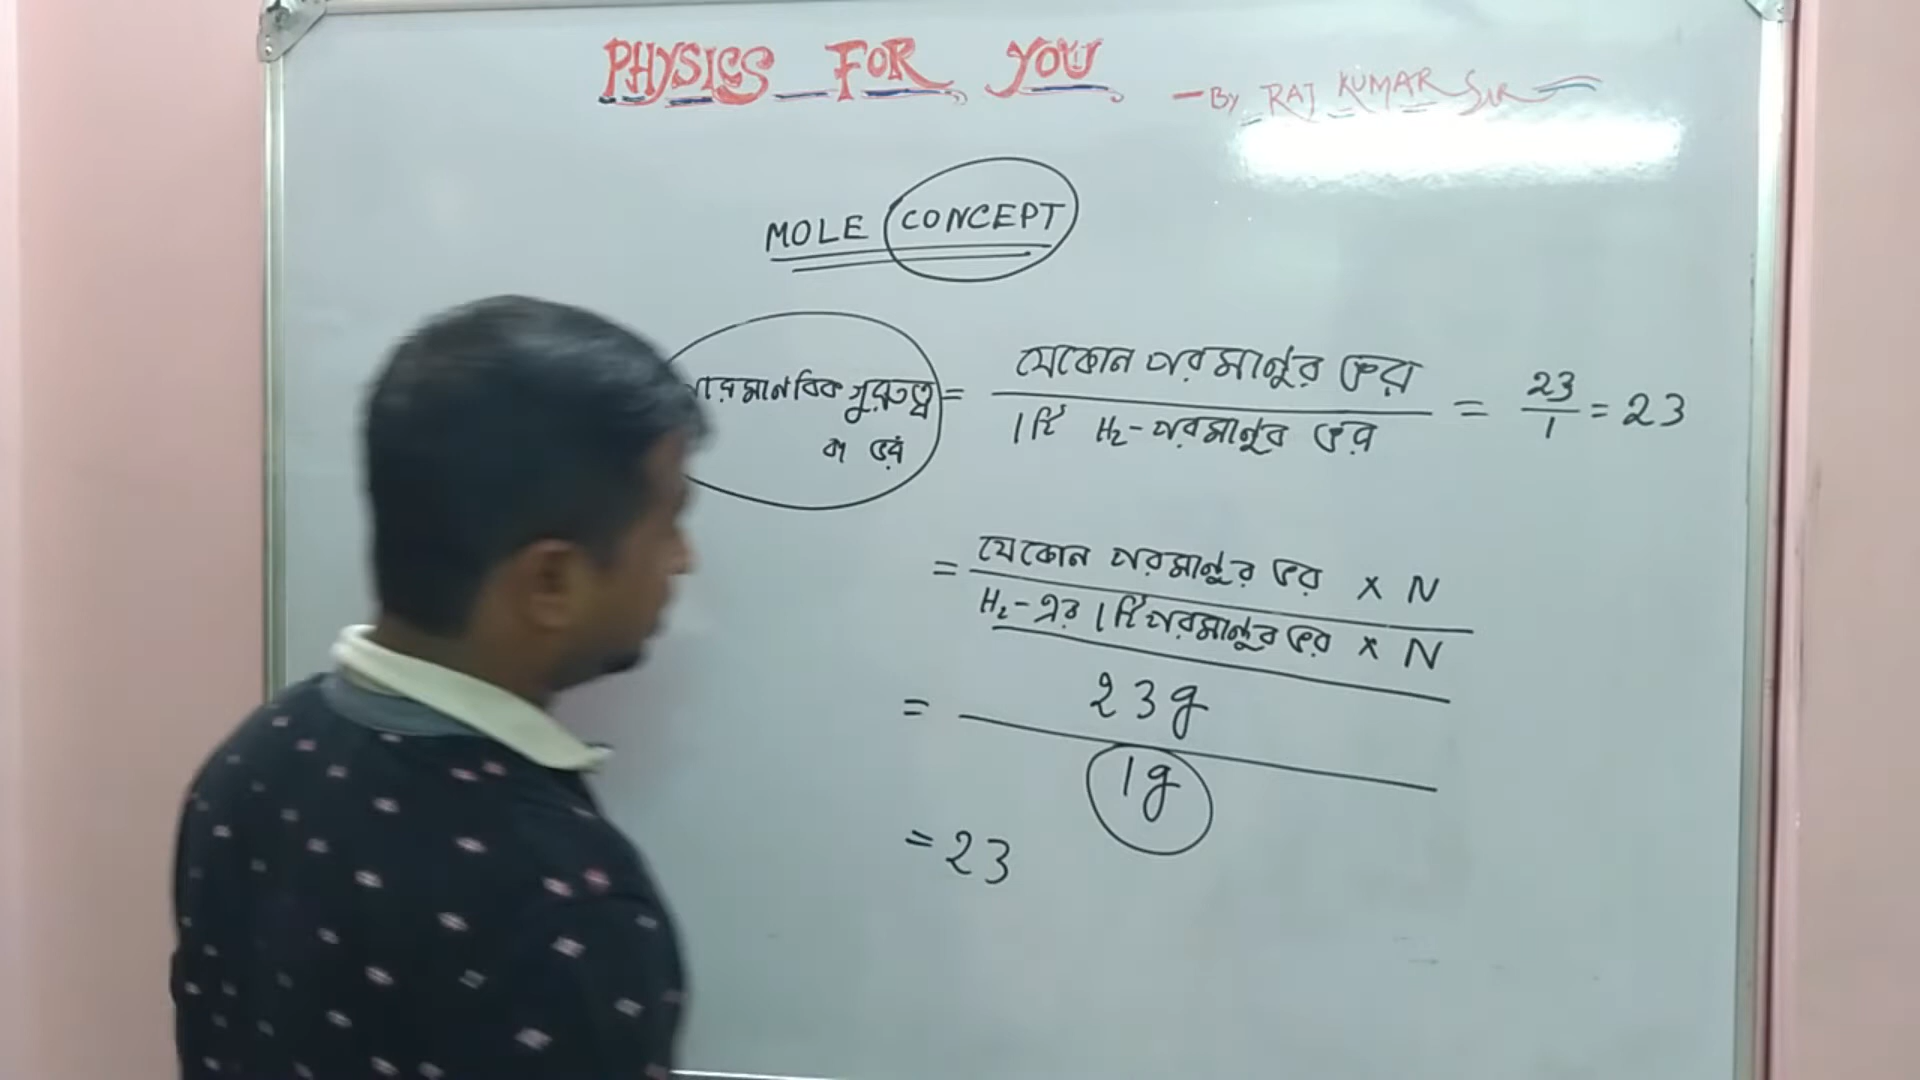 PHYSICS FOR YOU
- By RAJ KUMAR SIR
MOLE CONCEPT
পারমানবিক গুরুত্ব = যেকোন পরমানুর ভর / 1টি H₂-পরমানুর ভর = 23/1 = 23
বা ভর
= যেকোন পরমানুর ভর × N
H₂-এর 1টি পরমানুর ভর × N
= 23g
1g
= 23